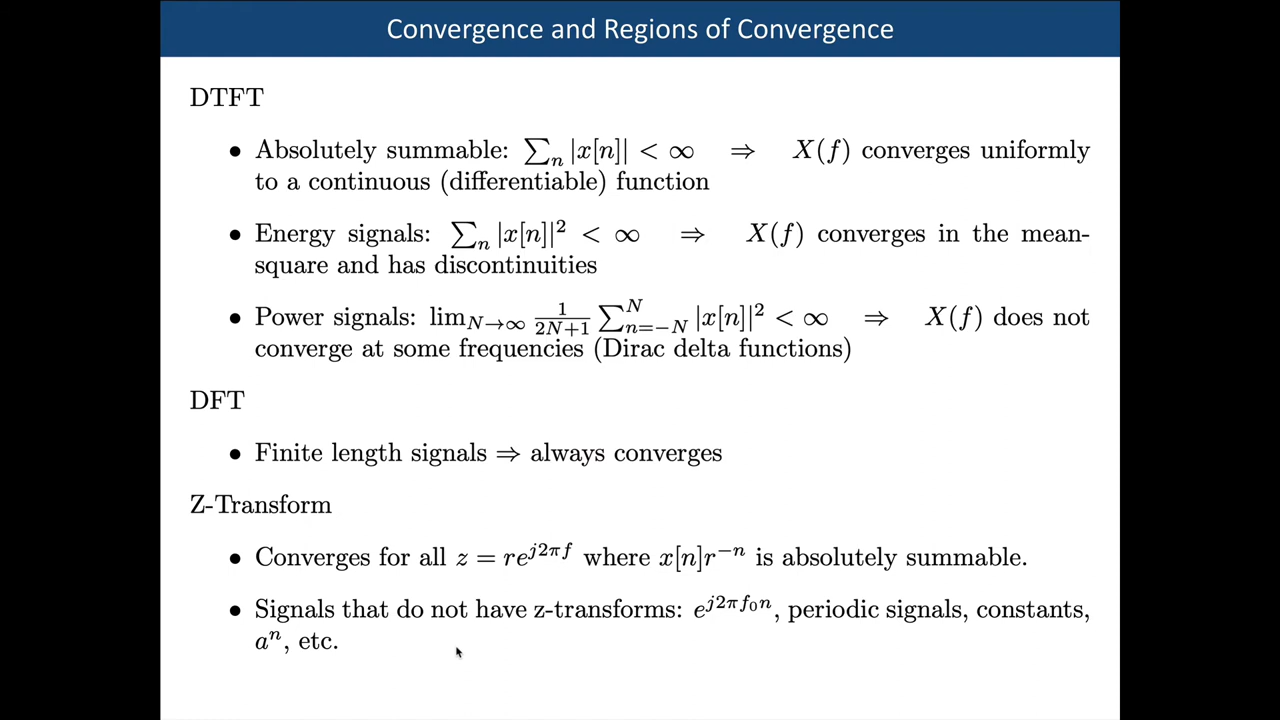 Convergence and Regions of Convergence
DTFT
• Absolutely summable: ∑ₙ |x[n]| < ∞ ⇒ X(f) converges uniformly
to a continuous (differentiable) function
• Energy signals: ∑ₙ |x[n]|² < ∞ ⇒ X(f) converges in the mean-
square and has discontinuities
• Power signals: lim_{N→∞} \frac{1}{2N+1} ∑_{n=-N}^{N} |x[n]|² < ∞ ⇒ X(f) does not
converge at some frequencies (Dirac delta functions)
DFT
• Finite length signals ⇒ always converges
Z-Transform
• Converges for all z = re^{j2πf} where x[n]r^{-n} is absolutely summable.
• Signals that do not have z-transforms: e^{j2πf₀n}, periodic signals, constants,
aⁿ, etc.